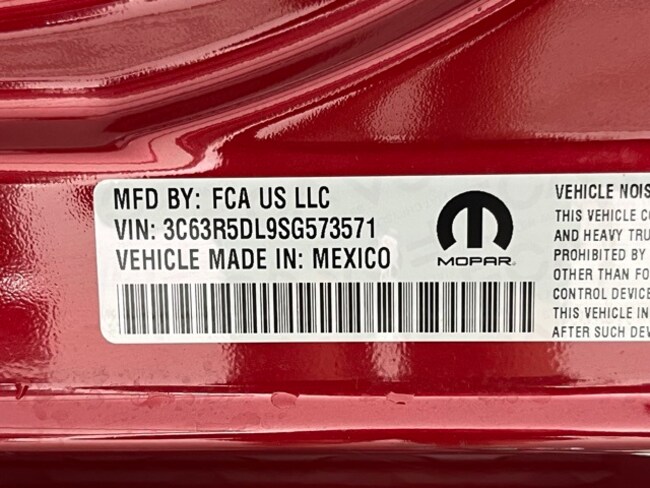 MFD BY: FCA US LLC
VIN: 3C63R5DL9SG573571
VEHICLE MADE IN: MEXICO
MOPAR
VEHICLE NOIS
THIS VEHICLE CO
AND HEAVY TRU
PROHIBITED BY
OTHER THAN FO
CONTROL DEVICE
THIS VEHICLE IN
AFTER SUCH DEV